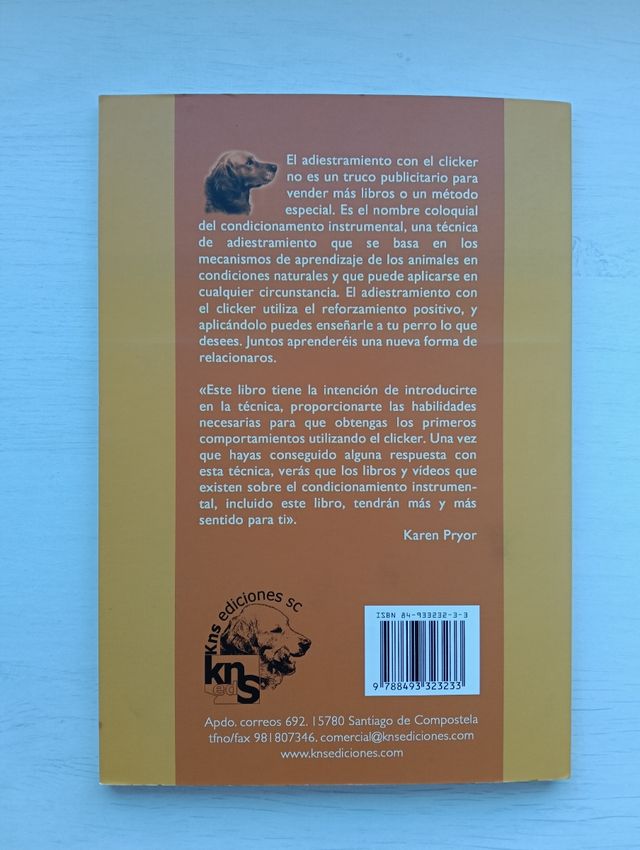 El adiestramiento con el clicker
no es un truco publicitario para
vender más libros o un método
especial. Es el nombre coloquial
del condicionamiento instrumental, una técnica
de adiestramiento que se basa en los
mecanismos de aprendizaje de los animales en
condiciones naturales y que puede aplicarse en
cualquier circunstancia. El adiestramiento con
el clicker utiliza el reforzamiento positivo, y
aplicándolo puedes enseñarle a tu perro lo que
desees. Juntos aprenderéis una nueva forma de
relacionaros.
«Este libro tiene la intención de introducirte
en la técnica, proporcionarte las habilidades
necesarias para que obtengas los primeros
comportamientos utilizando el clicker. Una vez
que hayas conseguido alguna respuesta con
esta técnica, verás que los libros y vídeos que
existen sobre el condicionamiento instrumen-
tal, incluido este libro, tendrán más y más
sentido para ti».
Karen Pryor
Kns ediciones sc
kns
ed
ISBN 84-933232-3-3
9 788493 323233
Apdo. correos 692. 15780 Santiago de Compostela
tfno/fax 981807346. comercial@knsediciones.com
www.knsediciones.com